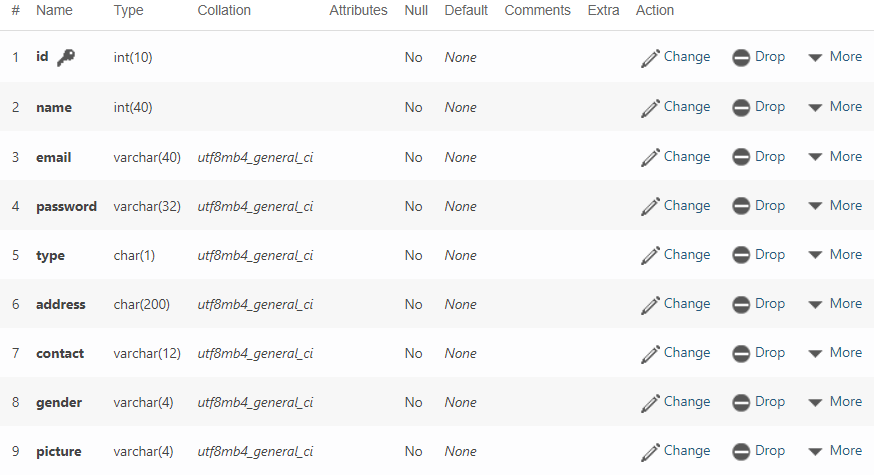 # Name Type Collation Attributes Null Default Comments Extra Action
1 id int(10) No None Change Drop More
2 name int(40) No None Change Drop More
3 email varchar(40) utf8mb4_general_ci No None Change Drop More
4 password varchar(32) utf8mb4_general_ci No None Change Drop More
5 type char(1) utf8mb4_general_ci No None Change Drop More
6 address char(200) utf8mb4_general_ci No None Change Drop More
7 contact varchar(12) utf8mb4_general_ci No None Change Drop More
8 gender varchar(4) utf8mb4_general_ci No None Change Drop More
9 picture varchar(4) utf8mb4_general_ci No None Change Drop More